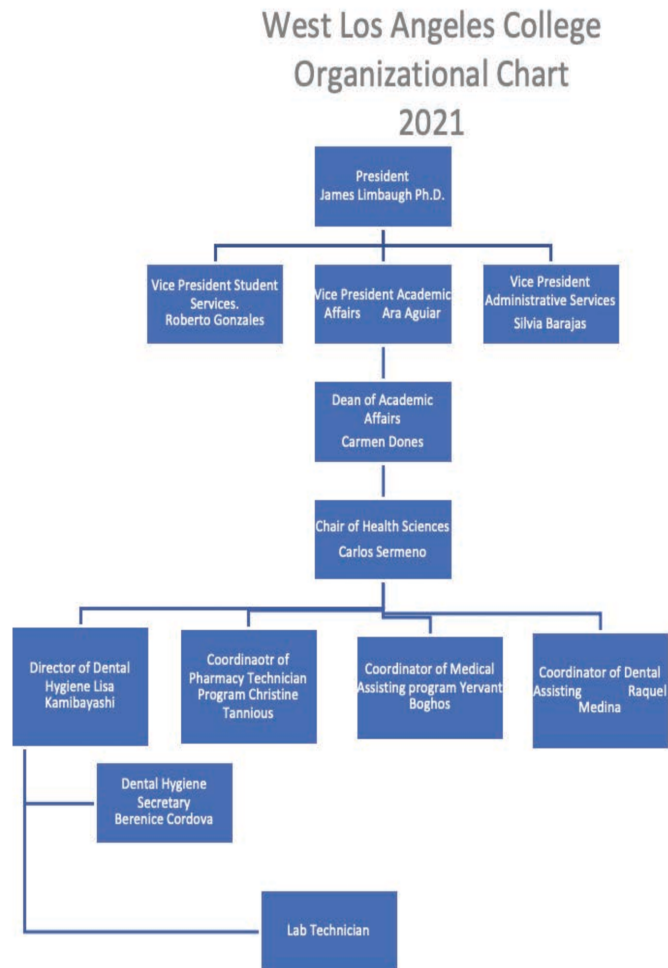 West Los Angeles College
Organizational Chart
2021
President
James Limbaugh Ph.D.
Vice President Student
Services.
Roberto Gonzales
Vice President Academic
Affairs Ara Aguiar
Vice President
Administrative Services
Silvia Barajas
Dean of Academic
Affairs
Carmen Dones
Chair of Health Sciences
Carlos Sermeno
Director of Dental
Hygiene Lisa
Kamibayashi
Coordinaotr of
Pharmacy Technician
Program Christine
Tannious
Coordinator of Medical
Assisting program Yervant
Boghos
Coordinator of Dental
Assisting Raquel
Medina
Dental Hygiene
Secretary
Berenice Cordova
Lab Technician